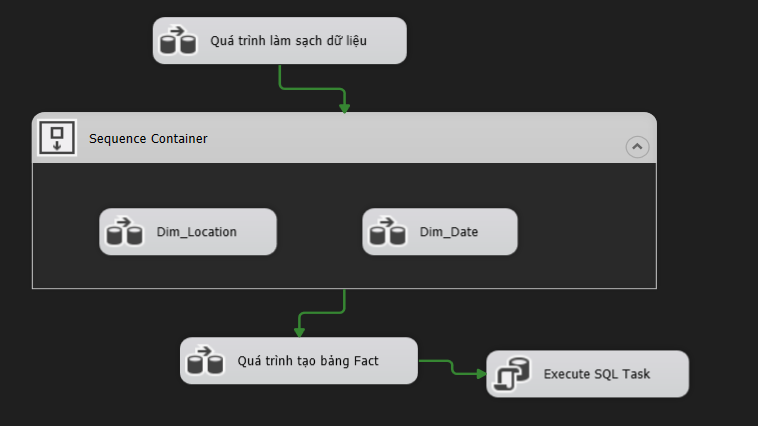 Quá trình làm sạch dữ liệu
Sequence Container
Dim_Location
Dim_Date
Quá trình tạo bảng Fact
Execute SQL Task